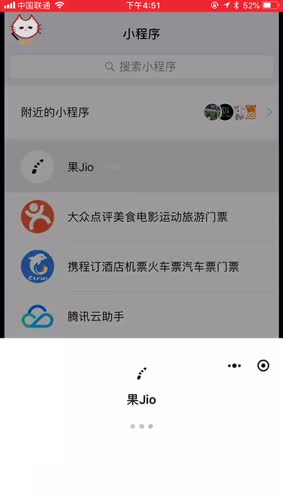 中国联通
下午4:51
52%
小程序
搜索小程序
附近的小程序
果Jio
大众点评美食电影运动旅游门票
携程订酒店机票火车票汽车票门票
Ctrip
腾讯云助手
果Jio